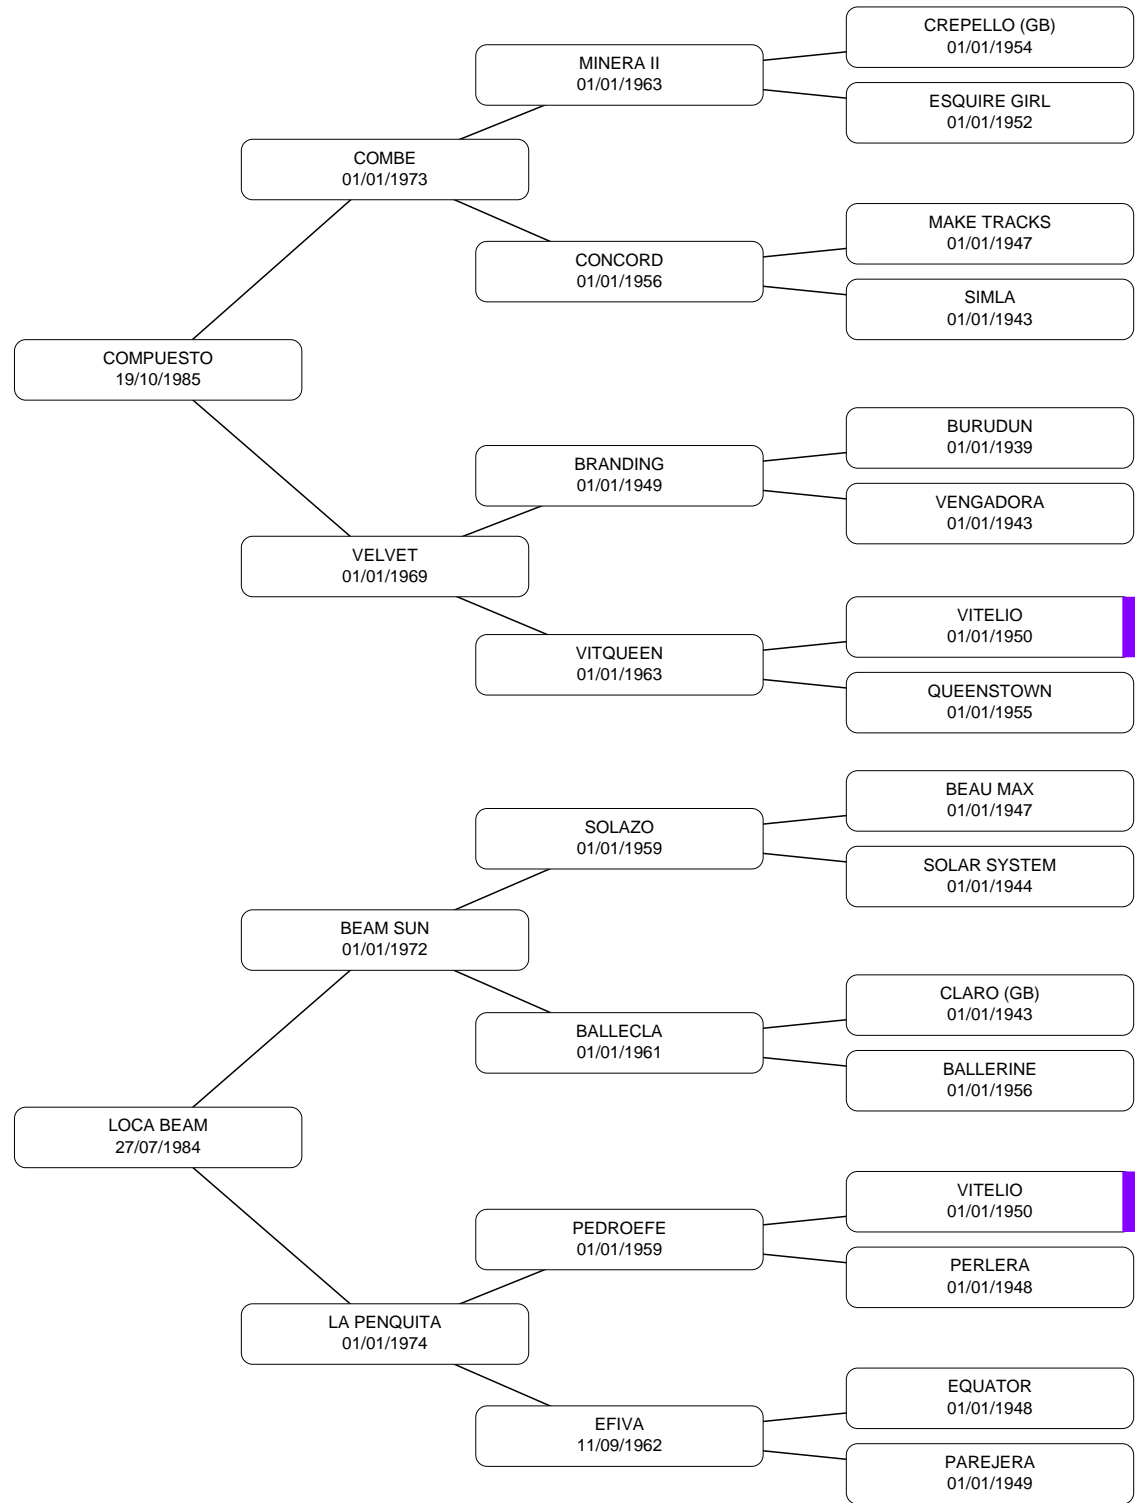 CREPELLO (GB)
01/01/1954
MINERA II
01/01/1963
ESQUIRE GIRL
01/01/1952
COMBE
01/01/1973
MAKE TRACKS
01/01/1947
CONCORD
01/01/1956
SIMLA
01/01/1943
COMPUESTO
19/10/1985
BURUDUN
01/01/1939
BRANDING
01/01/1949
VENGADORA
01/01/1943
VELVET
01/01/1969
VITELIO
01/01/1950
VITQUEEN
01/01/1963
QUEENSTOWN
01/01/1955
BEAU MAX
01/01/1947
SOLAZO
01/01/1959
SOLAR SYSTEM
01/01/1944
BEAM SUN
01/01/1972
CLARO (GB)
01/01/1943
BALLECLA
01/01/1961
BALLERINE
01/01/1956
LOCA BEAM
27/07/1984
VITELIO
01/01/1950
PEDROEFE
01/01/1959
PERLERA
01/01/1948
LA PENQUITA
01/01/1974
EQUATOR
01/01/1948
EFIVA
11/09/1962
PAREJERA
01/01/1949